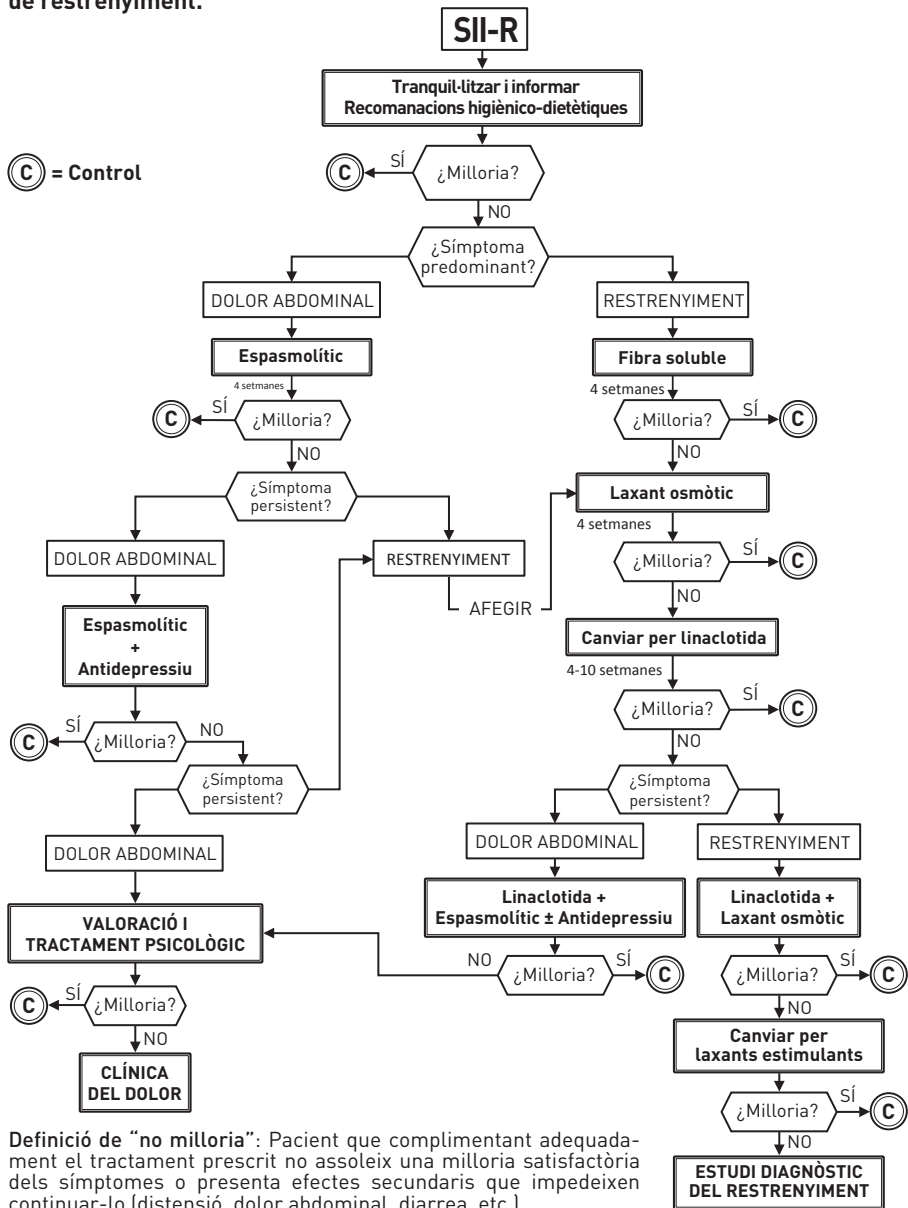 de restrenyiment.
SII-R
Tranquil·litzar i informar
Recomanacions higiènico-dietètiques
C = Control
C
SÍ
¿Milloria?
NO
¿Símptoma
predominant?
DOLOR ABDOMINAL
RESTRENYIMENT
Espasmolític
Fibra soluble
4 setmanes
4 setmanes
C
SÍ
¿Milloria?
¿Milloria?
SÍ
C
NO
NO
¿Símptoma
persistent?
Laxant osmòtic
4 setmanes
DOLOR ABDOMINAL
RESTRENYIMENT
¿Milloria?
SÍ
C
NO
AFEGIR
Espasmolític
+
Antidepressiu
Canviar per linaclotida
4-10 setmanes
C
SÍ
¿Milloria?
NO
¿Milloria?
SÍ
C
NO
¿Símptoma
persistent?
¿Símptoma
persistent?
DOLOR ABDOMINAL
DOLOR ABDOMINAL
RESTRENYIMENT
VALORACIÓ I
TRACTAMENT PSICOLÒGIC
Linaclotida +
Espasmolític ± Antidepressiu
Linaclotida +
Laxant osmòtic
NO
¿Milloria?
SÍ
C
¿Milloria?
SÍ
C
NO
C
SÍ
¿Milloria?
NO
Canviar per
laxants estimulants
CLÍNICA
DEL DOLOR
¿Milloria?
SÍ
C
NO
ESTUDI DIAGNÒSTIC
DEL RESTRENYIMENT
Definició de “no milloria”: Pacient que complimentant adequada-
ment el tractament prescrit no assoleix una milloria satisfactòria
dels símptomes o presenta efectes secundaris que impedeixen
continuar-lo (distensió, dolor abdominal, diarrea, etc.)